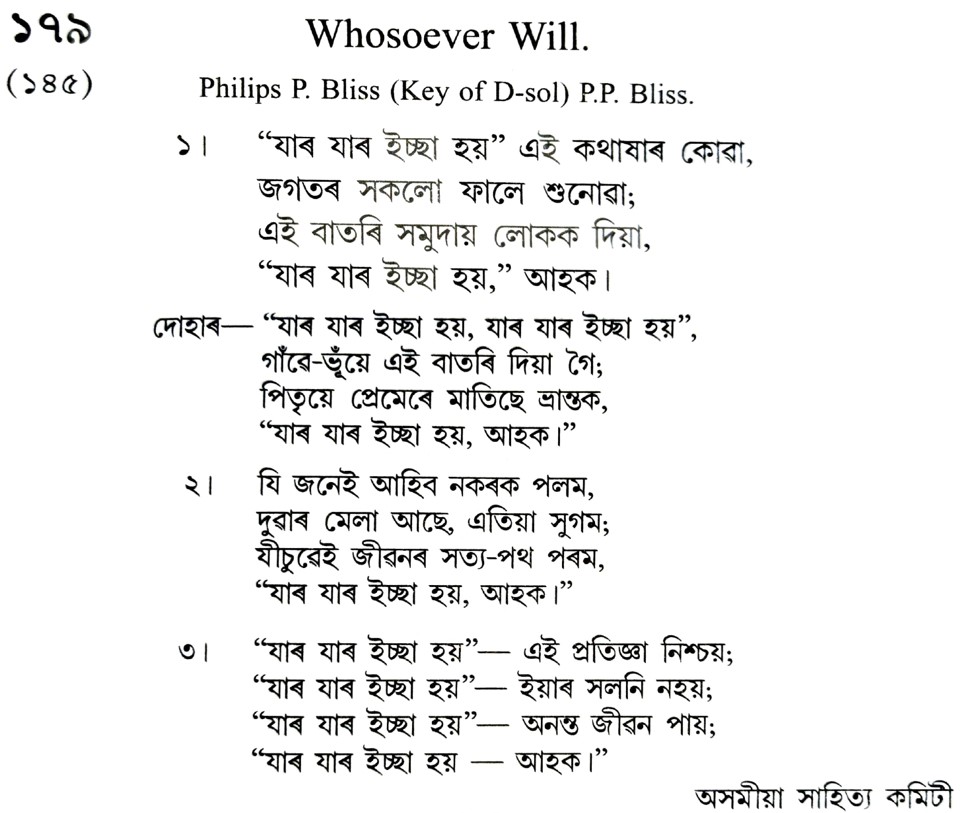 ১৭৯
Whosoever Will.
(১৪৫)
Philips P. Bliss (Key of D-sol) P.P. Bliss.
১। “যাৰ যাৰ ইচ্ছা হয়” এই কথাষাৰ কোৱা,
জগতৰ সকলো ফালে শুনোৱা;
এই বাতৰি সমুদায় লোকক দিয়া,
“যাৰ যাৰ ইচ্ছা হয়,” আহক।
দোহাৰ— “যাৰ যাৰ ইচ্ছা হয়, যাৰ যাৰ ইচ্ছা হয়”,
গাঁৱে-ভূঁয়ে এই বাতৰি দিয়া গৈ;
পিতৃয়ে প্ৰেমেৰে মাতিছে ভ্ৰান্তক,
“যাৰ যাৰ ইচ্ছা হয়, আহক।”
২। যি জনেই আহিব নকৰক পলম,
দুৱাৰ মেলা আছে, এতিয়া সুগম;
যীচুৱেই জীৱনৰ সত্য-পথ পৰম,
“যাৰ যাৰ ইচ্ছা হয়, আহক।”
৩। “যাৰ যাৰ ইচ্ছা হয়”— এই প্ৰতিজ্ঞা নিশ্চয়;
“যাৰ যাৰ ইচ্ছা হয়”— ইয়াৰ সলনি নহয়;
“যাৰ যাৰ ইচ্ছা হয়”— অনন্ত জীৱন পায়;
“যাৰ যাৰ ইচ্ছা হয় — আহক।”
অসমীয়া সাহিত্য কমিটী